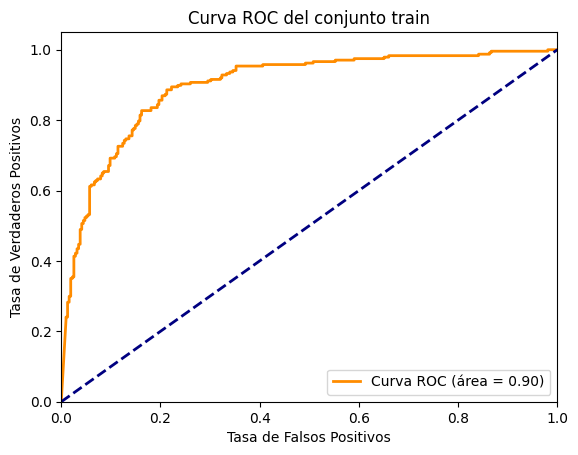 Curva ROC del conjunto train
Tasa de Verdaderos Positivos
1.0
0.8
0.6
0.4
0.2
0.0
Curva ROC (área = 0.90)
0.0 0.2 0.4 0.6 0.8 1.0
Tasa de Falsos Positivos